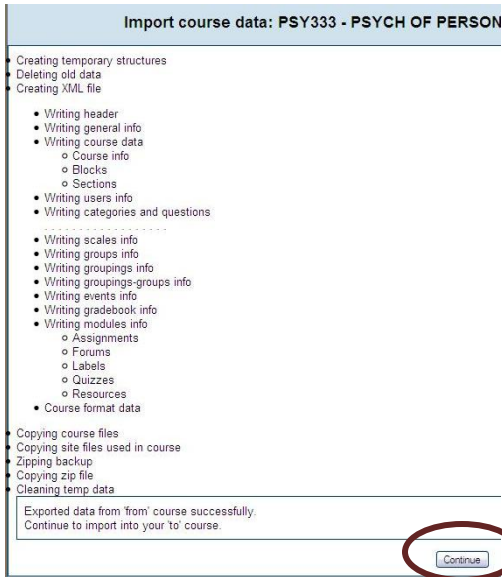 Import course data: PSY333 - PSYCH OF PERSON
Creating temporary structures
Deleting old data
Creating XML file
Writing header
Writing general info
Writing course data
Course info
Blocks
Sections
Writing users info
Writing categories and questions
. . . . . . . . . . . . . . . . . .
Writing scales info
Writing groups info
Writing groupings info
Writing groupings-groups info
Writing events info
Writing gradebook info
Writing modules info
Assignments
Forums
Labels
Quizzes
Resources
Course format data
Copying course files
Copying site files used in course
Zipping backup
Copying zip file
Cleaning temp data
Exported data from 'from' course successfully.
Continue to import into your 'to' course.
Continue